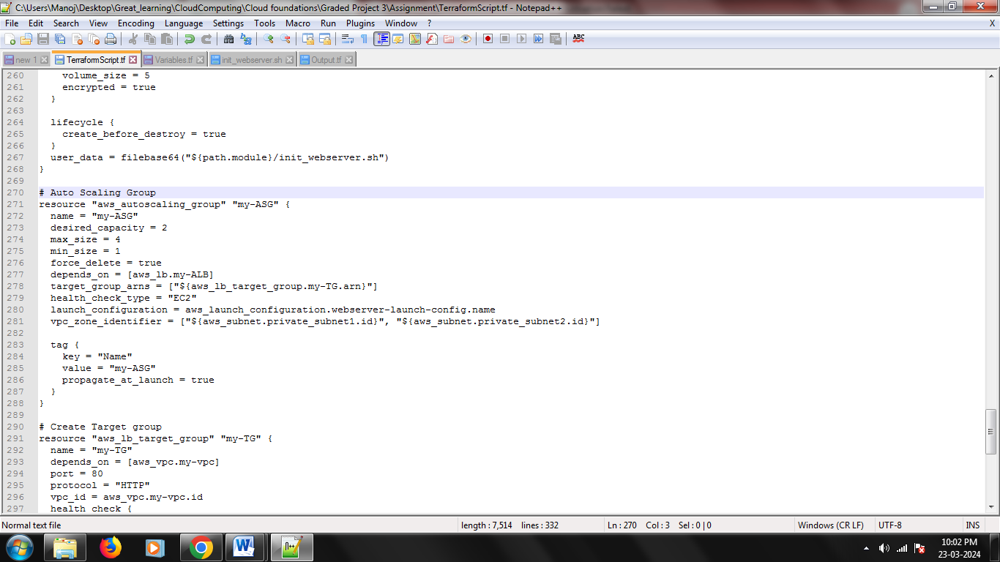 C:\Users\Manoj\Desktop\Great_learning\CloudComputing\Cloud foundations\Graded Project 3\Assignment\TerraformScript.tf - Notepad++
File Edit Search View Encoding Language Settings Tools Macro Run Plugins Window ? X
ABC
new 1 TerraformScript.tf Variables.tf init_webserver.sh Output.tf
260     volume_size = 5
261     encrypted = true
262   }
263
264   lifecycle {
265     create_before_destroy = true
266   }
267   user_data = filebase64("${path.module}/init_webserver.sh")
268 }
269
270 # Auto Scaling Group
271 resource "aws_autoscaling_group" "my-ASG" {
272   name = "my-ASG"
273   desired_capacity = 2
274   max_size = 4
275   min_size = 1
276   force_delete = true
277   depends_on = [aws_lb.my-ALB]
278   target_group_arns = ["${aws_lb_target_group.my-TG.arn}"]
279   health_check_type = "EC2"
280   launch_configuration = aws_launch_configuration.webserver-launch-config.name
281   vpc_zone_identifier = ["${aws_subnet.private_subnet1.id}", "${aws_subnet.private_subnet2.id}"]
282
283   tag {
284     key = "Name"
285     value = "my-ASG"
286     propagate_at_launch = true
287   }
288 }
289
290 # Create Target group
291 resource "aws_lb_target_group" "my-TG" {
292   name = "my-TG"
293   depends_on = [aws_vpc.my-vpc]
294   port = 80
295   protocol = "HTTP"
296   vpc_id = aws_vpc.my-vpc.id
297   health_check {
Normal text file length : 7,514 lines : 332 Ln : 270 Col : 3 Sel : 0 | 0 Windows (CR LF) UTF-8 INS
10:02 PM
23-03-2024